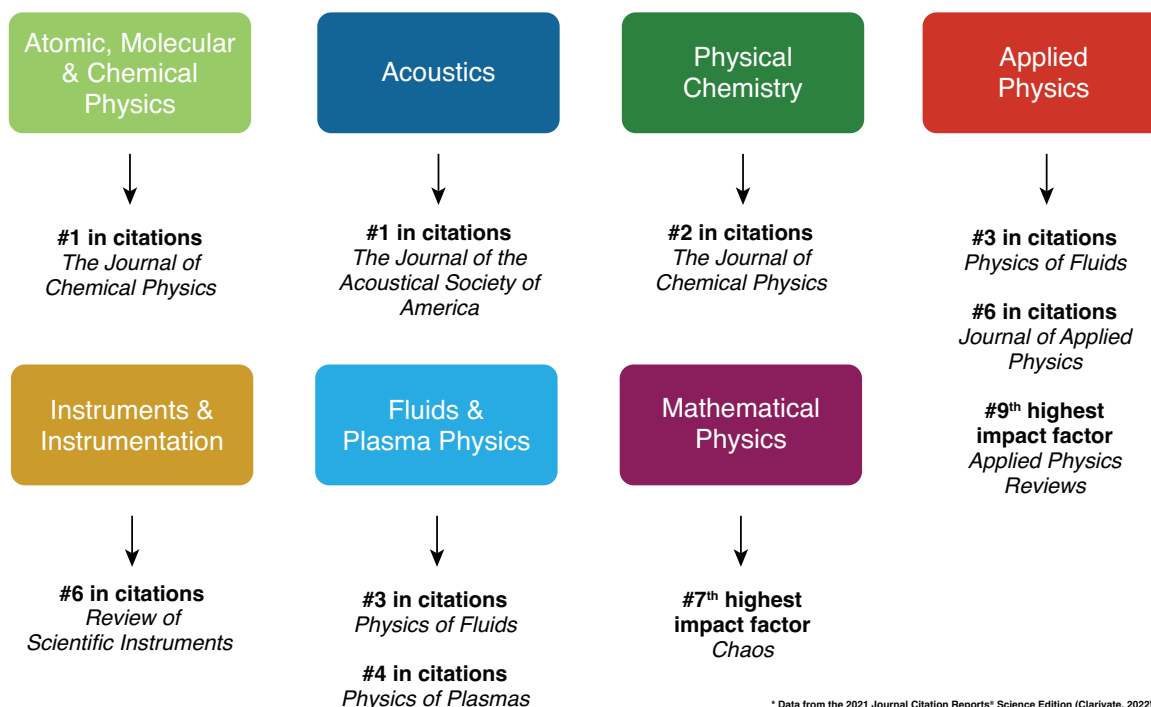 Atomic, Molecular
& Chemical
Physics
#1 in citations
The Journal of
Chemical Physics
Acoustics
#1 in citations
The Journal of the
Acoustical Society of
America
Physical
Chemistry
#2 in citations
The Journal of
Chemical Physics
Applied
Physics
#3 in citations
Physics of Fluids
#6 in citations
Journal of Applied
Physics
#9th highest
impact factor
Applied Physics
Reviews
Instruments &
Instrumentation
#6 in citations
Review of
Scientific Instruments
Fluids &
Plasma Physics
#3 in citations
Physics of Fluids
#4 in citations
Physics of Plasmas
Mathematical
Physics
#7th highest
impact factor
Chaos
* Data from the 2021 Journal Citation Reports® Science Edition (Clarivate, 2022)